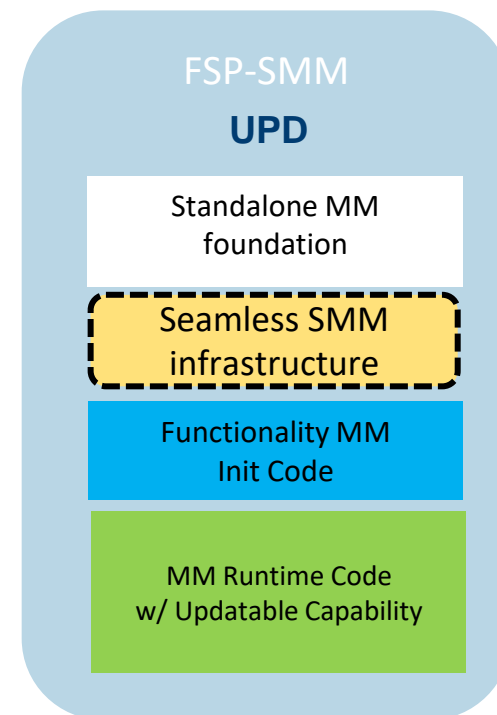 FSP-SMM
UPD
Standalone MM
foundation
Seamless SMM
infrastructure
Functionality MM
Init Code
MM Runtime Code
w/ Updatable Capability